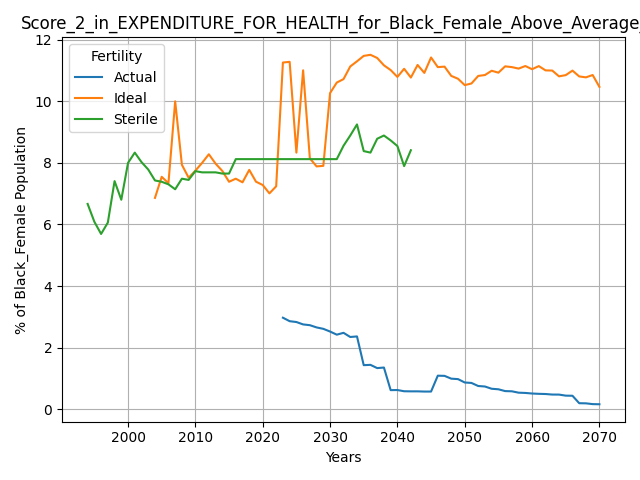 Score_2_in_EXPENDITURE_FOR_HEALTH_for_Black_Female_Above_Average_
12
10
8
6
4
2
0
% of Black_Female Population
Fertility
Actual
Ideal
Sterile
2000 2010 2020 2030 2040 2050 2060 2070
Years